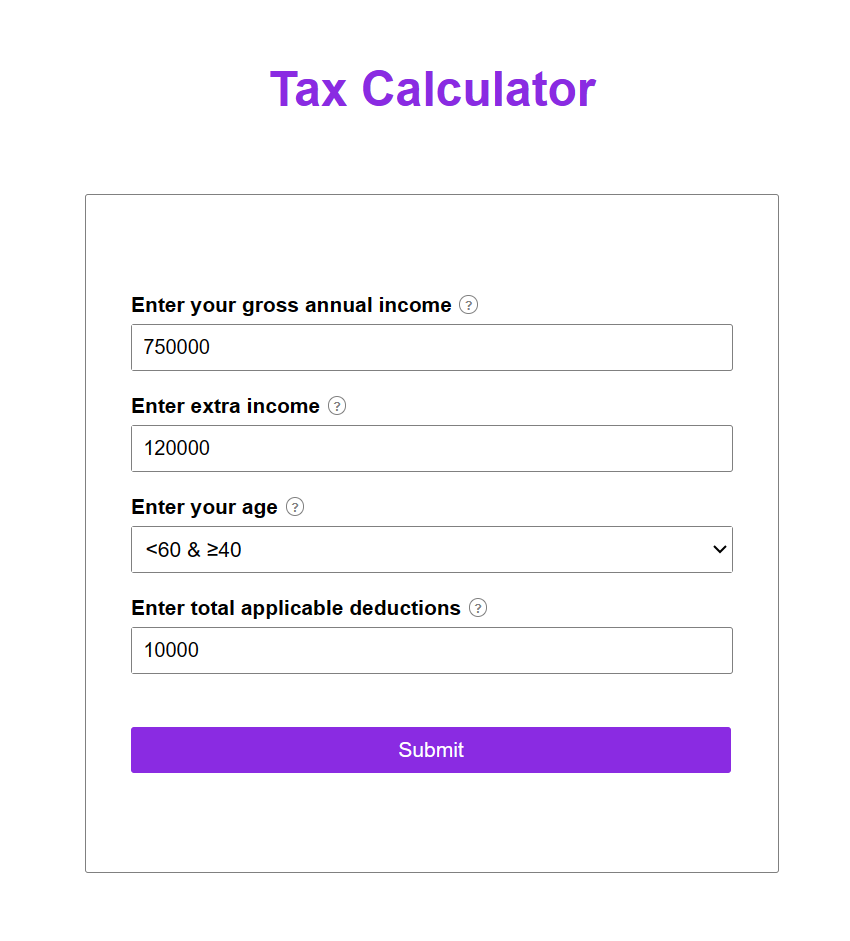 Tax Calculator
Enter your gross annual income ?
750000
Enter extra income ?
120000
Enter your age ?
<60 & ≥40
Enter total applicable deductions ?
10000
Submit